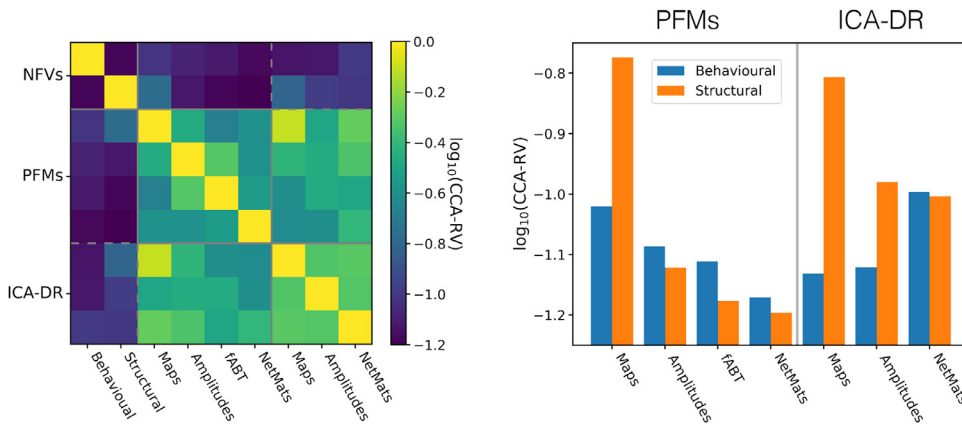 NFVs
PFMs
ICA-DR
Behavioual
Structural
Maps
Amplitudes
fABT
NetMats
Maps
Amplitudes
NetMats
0.0
−0.2
−0.4
−0.6
−0.8
−1.0
−1.2
log10(CCA-RV)
PFMs ICA-DR
Behavioural
Structural
log10(CCA-RV)
−0.8
−0.9
−1.0
−1.1
−1.2
Maps
Amplitudes
fABT
NetMats
Maps
Amplitudes
NetMats